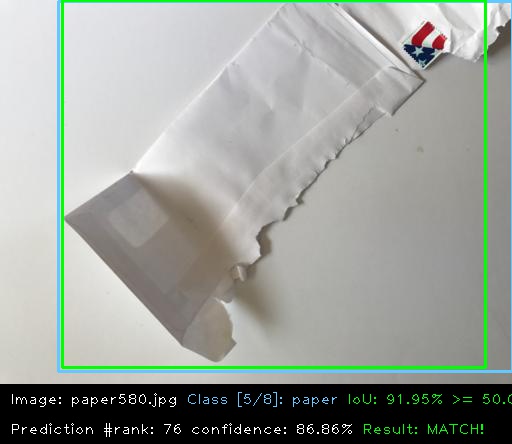 Image: paper580.jpg Class [5/8]: paper IoU: 91.95% >= 50.0
Prediction #rank: 76 confidence: 86.86% Result: MATCH!